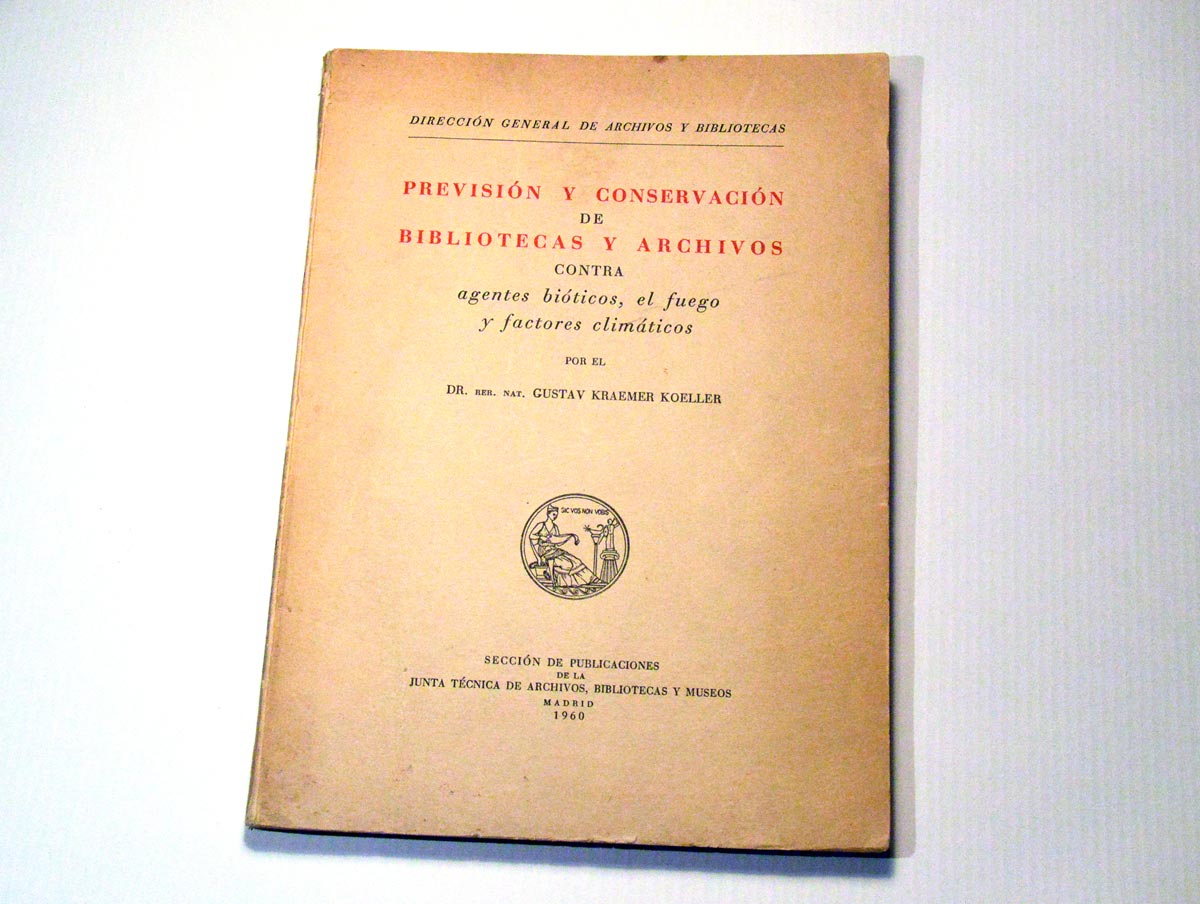 DIRECCIÓN GENERAL DE ARCHIVOS Y BIBLIOTECAS
PREVISIÓN Y CONSERVACIÓN
DE
BIBLIOTECAS Y ARCHIVOS
CONTRA
agentes bióticos, el fuego
y factores climáticos
POR EL
DR. RER. NAT. GUSTAV KRAEMER KOELLER
SIC VOS NON VOBIS
SECCIÓN DE PUBLICACIONES
DE LA
JUNTA TÉCNICA DE ARCHIVOS, BIBLIOTECAS Y MUSEOS
MADRID
1960